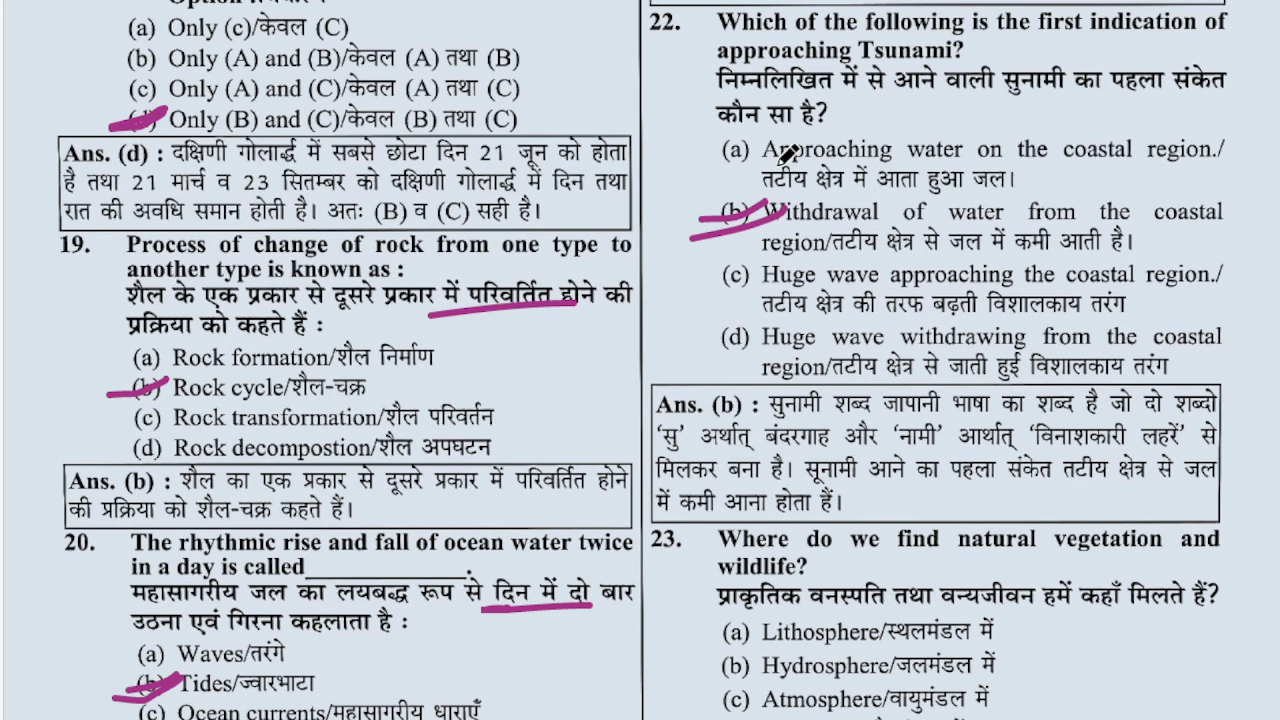 (a) Only (c)/केवल (C)
(b) Only (A) and (B)/केवल (A) तथा (B)
(c) Only (A) and (C)/केवल (A) तथा (C)
(d) Only (B) and (C)/केवल (B) तथा (C)
Ans. (d) : दक्षिणी गोलार्द्ध में सबसे छोटा दिन 21 जून को होता
है तथा 21 मार्च व 23 सितम्बर को दक्षिणी गोलार्द्ध में दिन तथा
रात की अवधि समान होती है। अतः (B) व (C) सही है।
19. Process of change of rock from one type to
another type is known as :
शैल के एक प्रकार से दूसरे प्रकार में परिवर्तित होने की
प्रक्रिया को कहते हैं :
(a) Rock formation/शैल निर्माण
(b) Rock cycle/शैल-चक्र
(c) Rock transformation/शैल परिवर्तन
(d) Rock decompostion/शैल अपघटन
Ans. (b) : शैल का एक प्रकार से दूसरे प्रकार में परिवर्तित होने
की प्रक्रिया को शैल-चक्र कहते हैं।
20. The rhythmic rise and fall of ocean water twice
in a day is called______________.
महासागरीय जल का लयबद्ध रूप से दिन में दो बार
उठना एवं गिरना कहलाता है :
(a) Waves/तरंगे
(b) Tides/ज्वारभाटा
(c) Ocean currents/महासागरीय धाराएँ
22. Which of the following is the first indication of
approaching Tsunami?
निम्नलिखित में से आने वाली सुनामी का पहला संकेत
कौन सा है?
(a) Approaching water on the coastal region./
तटीय क्षेत्र में आता हुआ जल।
(b) Withdrawal of water from the coastal
region/तटीय क्षेत्र से जल में कमी आती है।
(c) Huge wave approaching the coastal region./
तटीय क्षेत्र की तरफ बढ़ती विशालकाय तरंग
(d) Huge wave withdrawing from the coastal
region/तटीय क्षेत्र से जाती हुई विशालकाय तरंग
Ans. (b) : सुनामी शब्द जापानी भाषा का शब्द है जो दो शब्दो
‘सु’ अर्थात् बंदरगाह और ‘नामी’ आर्थात् ‘विनाशकारी लहरें’ से
मिलकर बना है। सूनामी आने का पहला संकेत तटीय क्षेत्र से जल
में कमी आना होता हैं।
23. Where do we find natural vegetation and
wildlife?
प्राकृतिक वनस्पति तथा वन्यजीवन हमें कहाँ मिलते हैं?
(a) Lithosphere/स्थलमंडल में
(b) Hydrosphere/जलमंडल में
(c) Atmosphere/वायुमंडल में